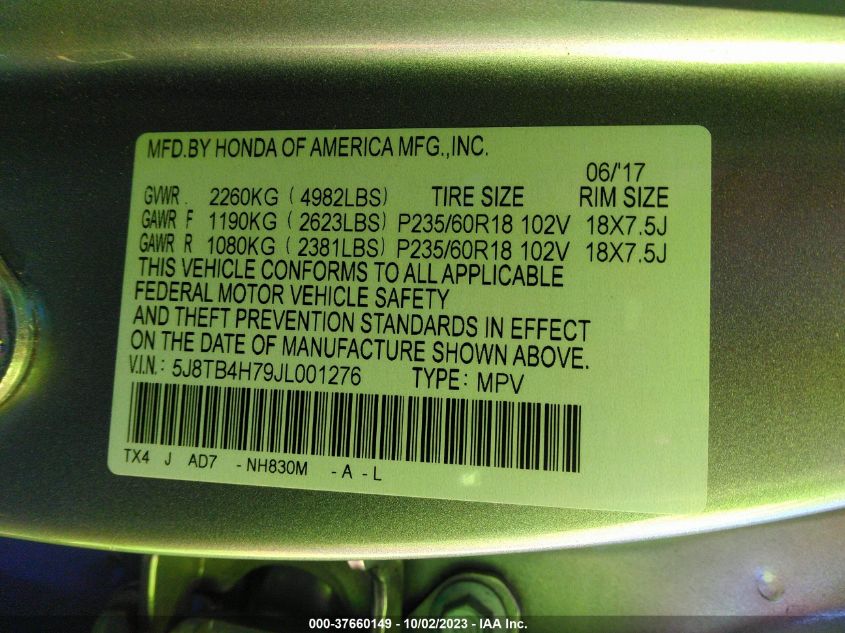 MFD.BY HONDA OF AMERICA MFG.,INC.
06/'17
GVWR. 2260KG (4982LBS) TIRE SIZE RIM SIZE
GAWR F 1190KG (2623LBS) P235/60R18 102V 18X7.5J
GAWR R 1080KG (2381LBS) P235/60R18 102V 18X7.5J
THIS VEHICLE CONFORMS TO ALL APPLICABLE
FEDERAL MOTOR VEHICLE SAFETY
AND THEFT PREVENTION STANDARDS IN EFFECT
ON THE DATE OF MANUFACTURE SHOWN ABOVE.
V.I.N.: 5J8TB4H79JL001276 TYPE: MPV
TX4 J AD7 - NH830M - A - L
000-37660149 - 10/02/2023 - IAA Inc.